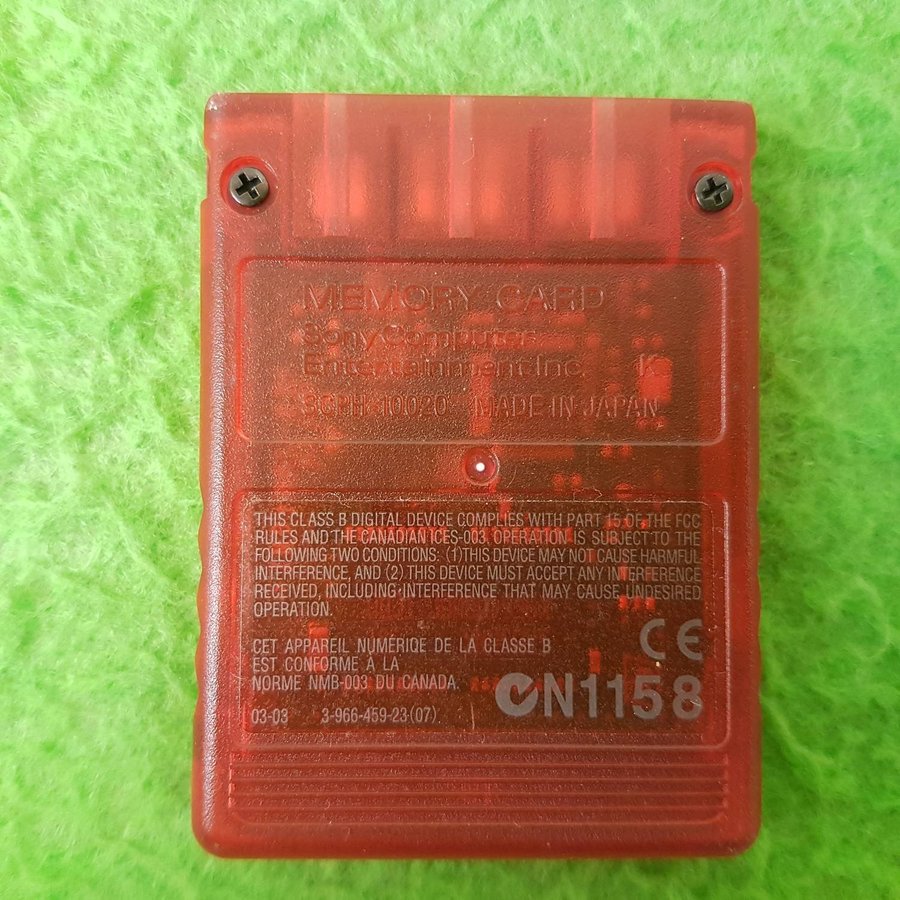 MEMORY CARD
Sony Computer
Entertainment Inc. K
SCPH-10020 MADE IN JAPAN
THIS CLASS B DIGITAL DEVICE COMPLIES WITH PART 15 OF THE FCC
RULES AND THE CANADIAN ICES-003. OPERATION IS SUBJECT TO THE
FOLLOWING TWO CONDITIONS: (1) THIS DEVICE MAY NOT CAUSE HARMFUL
INTERFERENCE, AND (2) THIS DEVICE MUST ACCEPT ANY INTERFERENCE
RECEIVED, INCLUDING INTERFERENCE THAT MAY CAUSE UNDESIRED
OPERATION.
CET APPAREIL NUMÉRIQE DE LA CLASSE B
EST CONFORME À LA
NORME NMB-003 DU CANADA.
CE
N1158
03-03 3-966-459-23 (07)